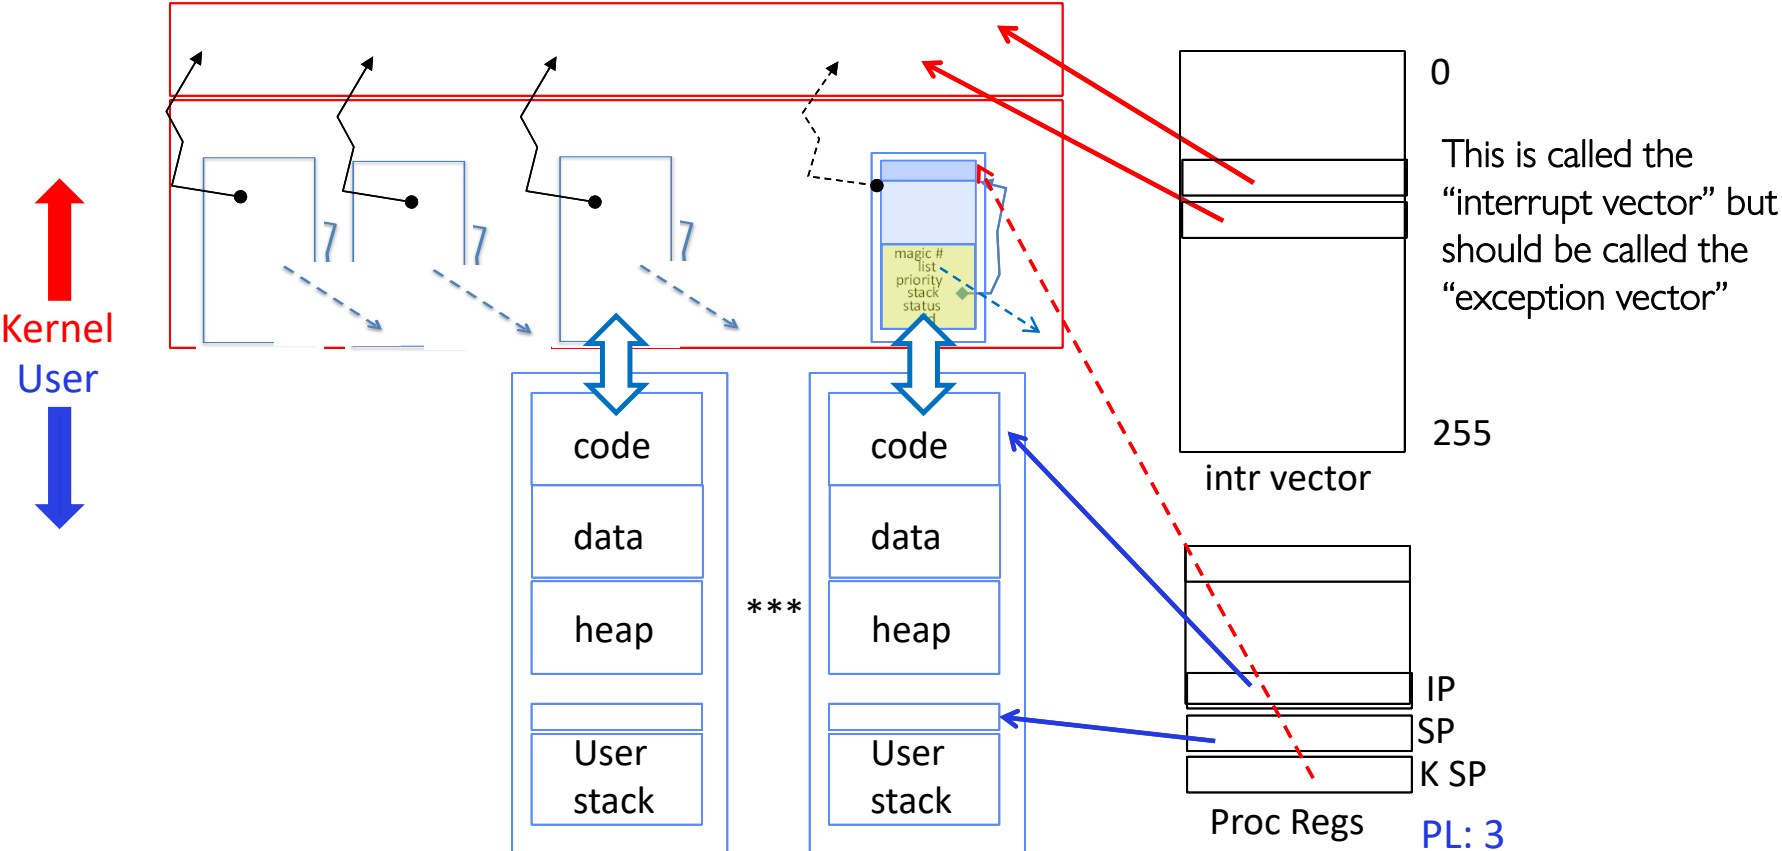 0
This is called the
“interrupt vector” but
should be called the
“exception vector”
magic #
list
priority
stack
status
Kernel
User
255
code
code
intr vector
data
data
***
heap
heap
IP
SP
User
stack
User
stack
K SP
Proc Regs
PL: 3